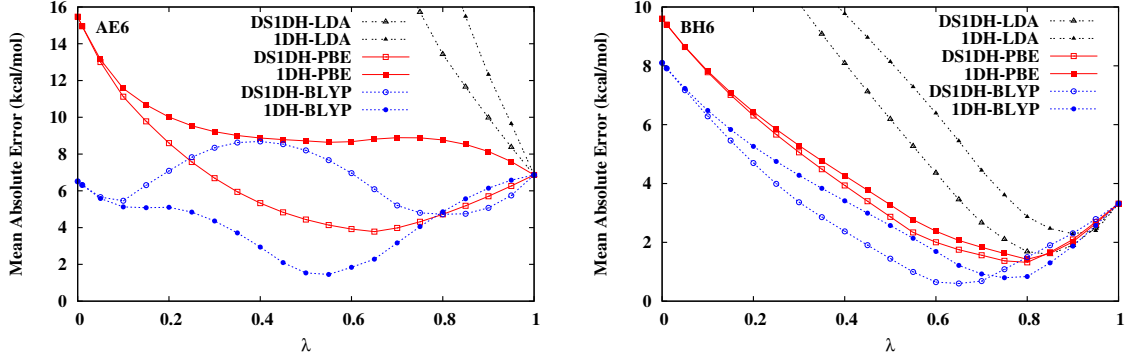 AE6
DS1DH-LDA
1DH-LDA
DS1DH-PBE
1DH-PBE
DS1DH-BLYP
1DH-BLYP
Mean Absolute Error (kcal/mol)
16
14
12
10
8
6
4
2
0
0
0.2
0.4
0.6
0.8
1
λ
BH6
DS1DH-LDA
1DH-LDA
DS1DH-PBE
1DH-PBE
DS1DH-BLYP
1DH-BLYP
Mean Absolute Error (kcal/mol)
10
8
6
4
2
0
0
0.2
0.4
0.6
0.8
1
λ